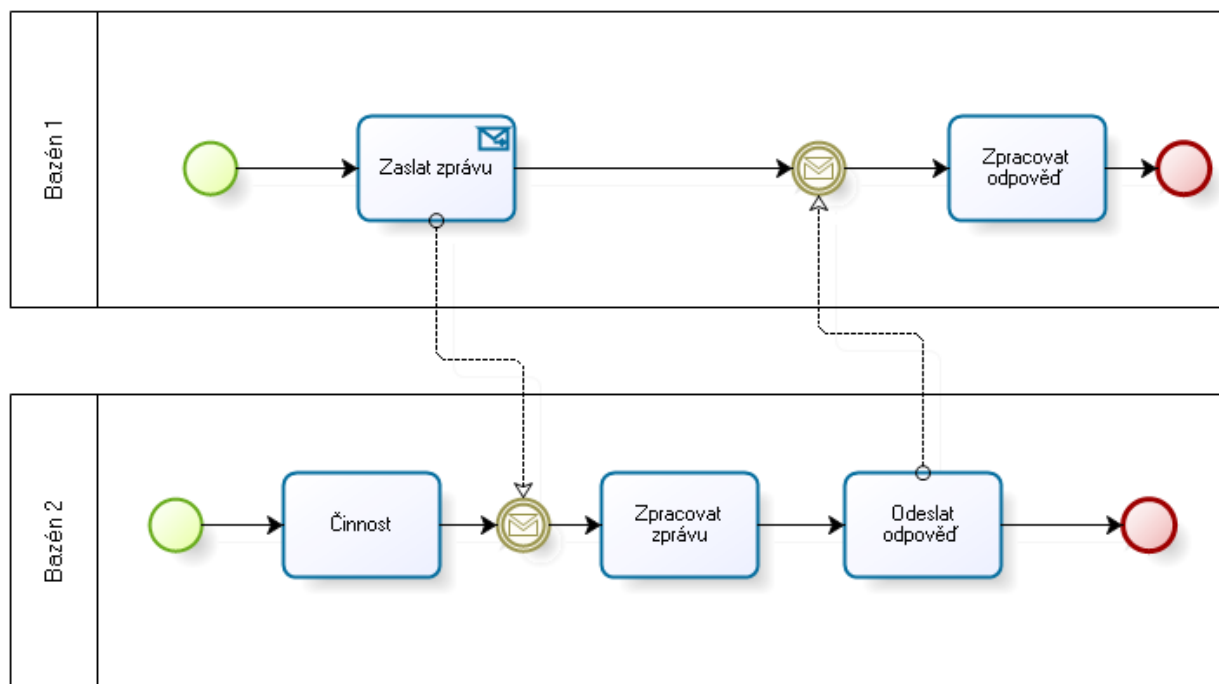 Bazén 1
Zaslat zprávu
Zpracovat
odpověď
Bazén 2
Činnost
Zpracovat
zprávu
Odeslat
odpověď